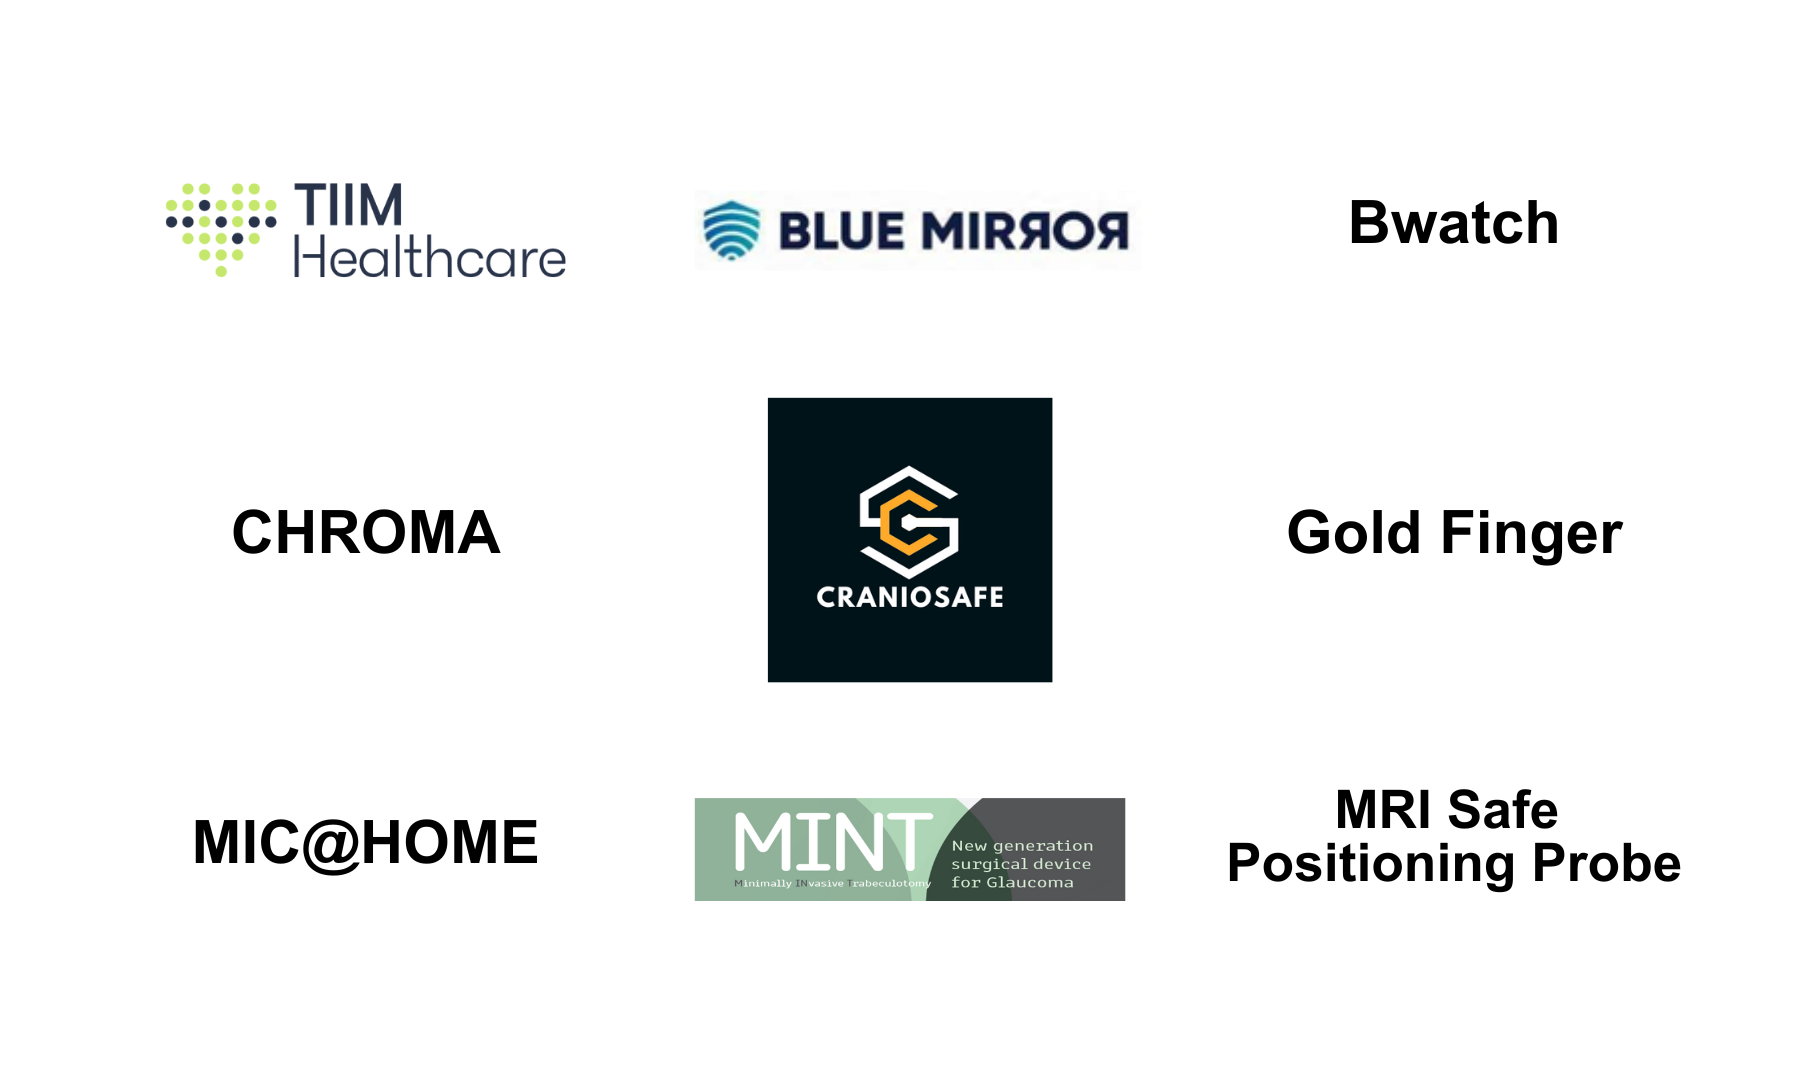 TIIM
Healthcare
BLUE MIRЯOЯ
Bwatch
CHROMA
CRANIOSAFE
Gold Finger
MIC@HOME
MINT
Minimally INvasive Trabeculotomy
New generation
surgical device
for Glaucoma
MRI Safe
Positioning Probe